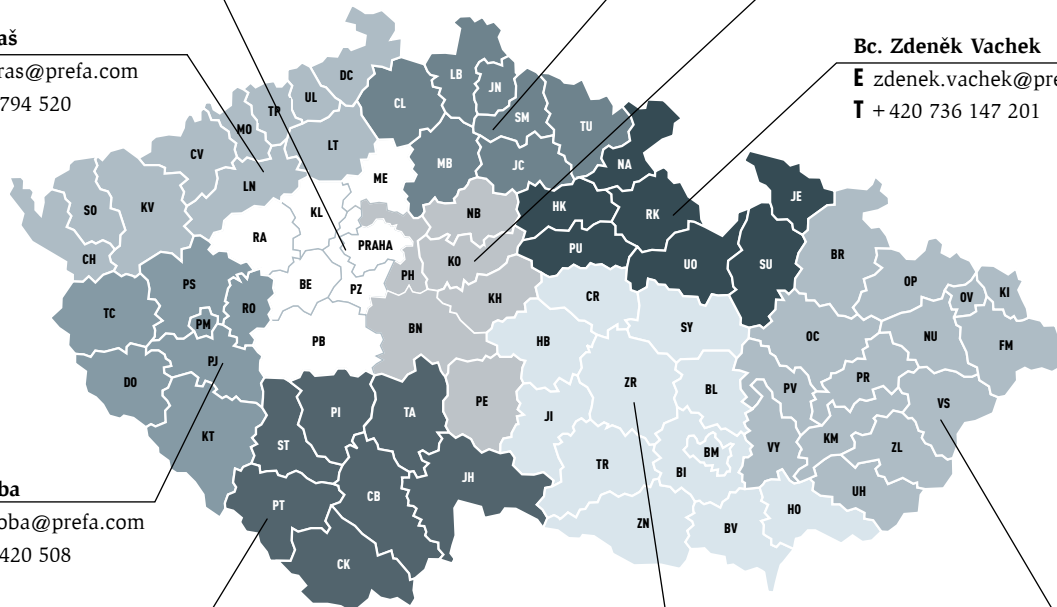 aš
ras@prefa.com
794 520
Bc. Zdeněk Vachek
E zdenek.vachek@pre
T +420 736 147 201
DC
LB
JN
UL
CL
TP
SM
MO
TU
LT
CV
MB
JC
NA
ME
LN
JE
SO
KV
KL
NB
HK
RK
RA
PRAHA
PU
CH
KO
UO
SU
BR
PH
PS
BE
PZ
OP
KI
OV
CR
KH
RO
TC
PM
BN
SY
OC
NU
PB
HB
FM
PJ
DO
ZR
PR
BL
PV
PE
VS
PI
TA
JI
KT
ST
KM
ZL
VY
BM
TR
BI
JH
UH
CB
PT
HO
ZN
BV
CK
ba
oba@prefa.com
420 508